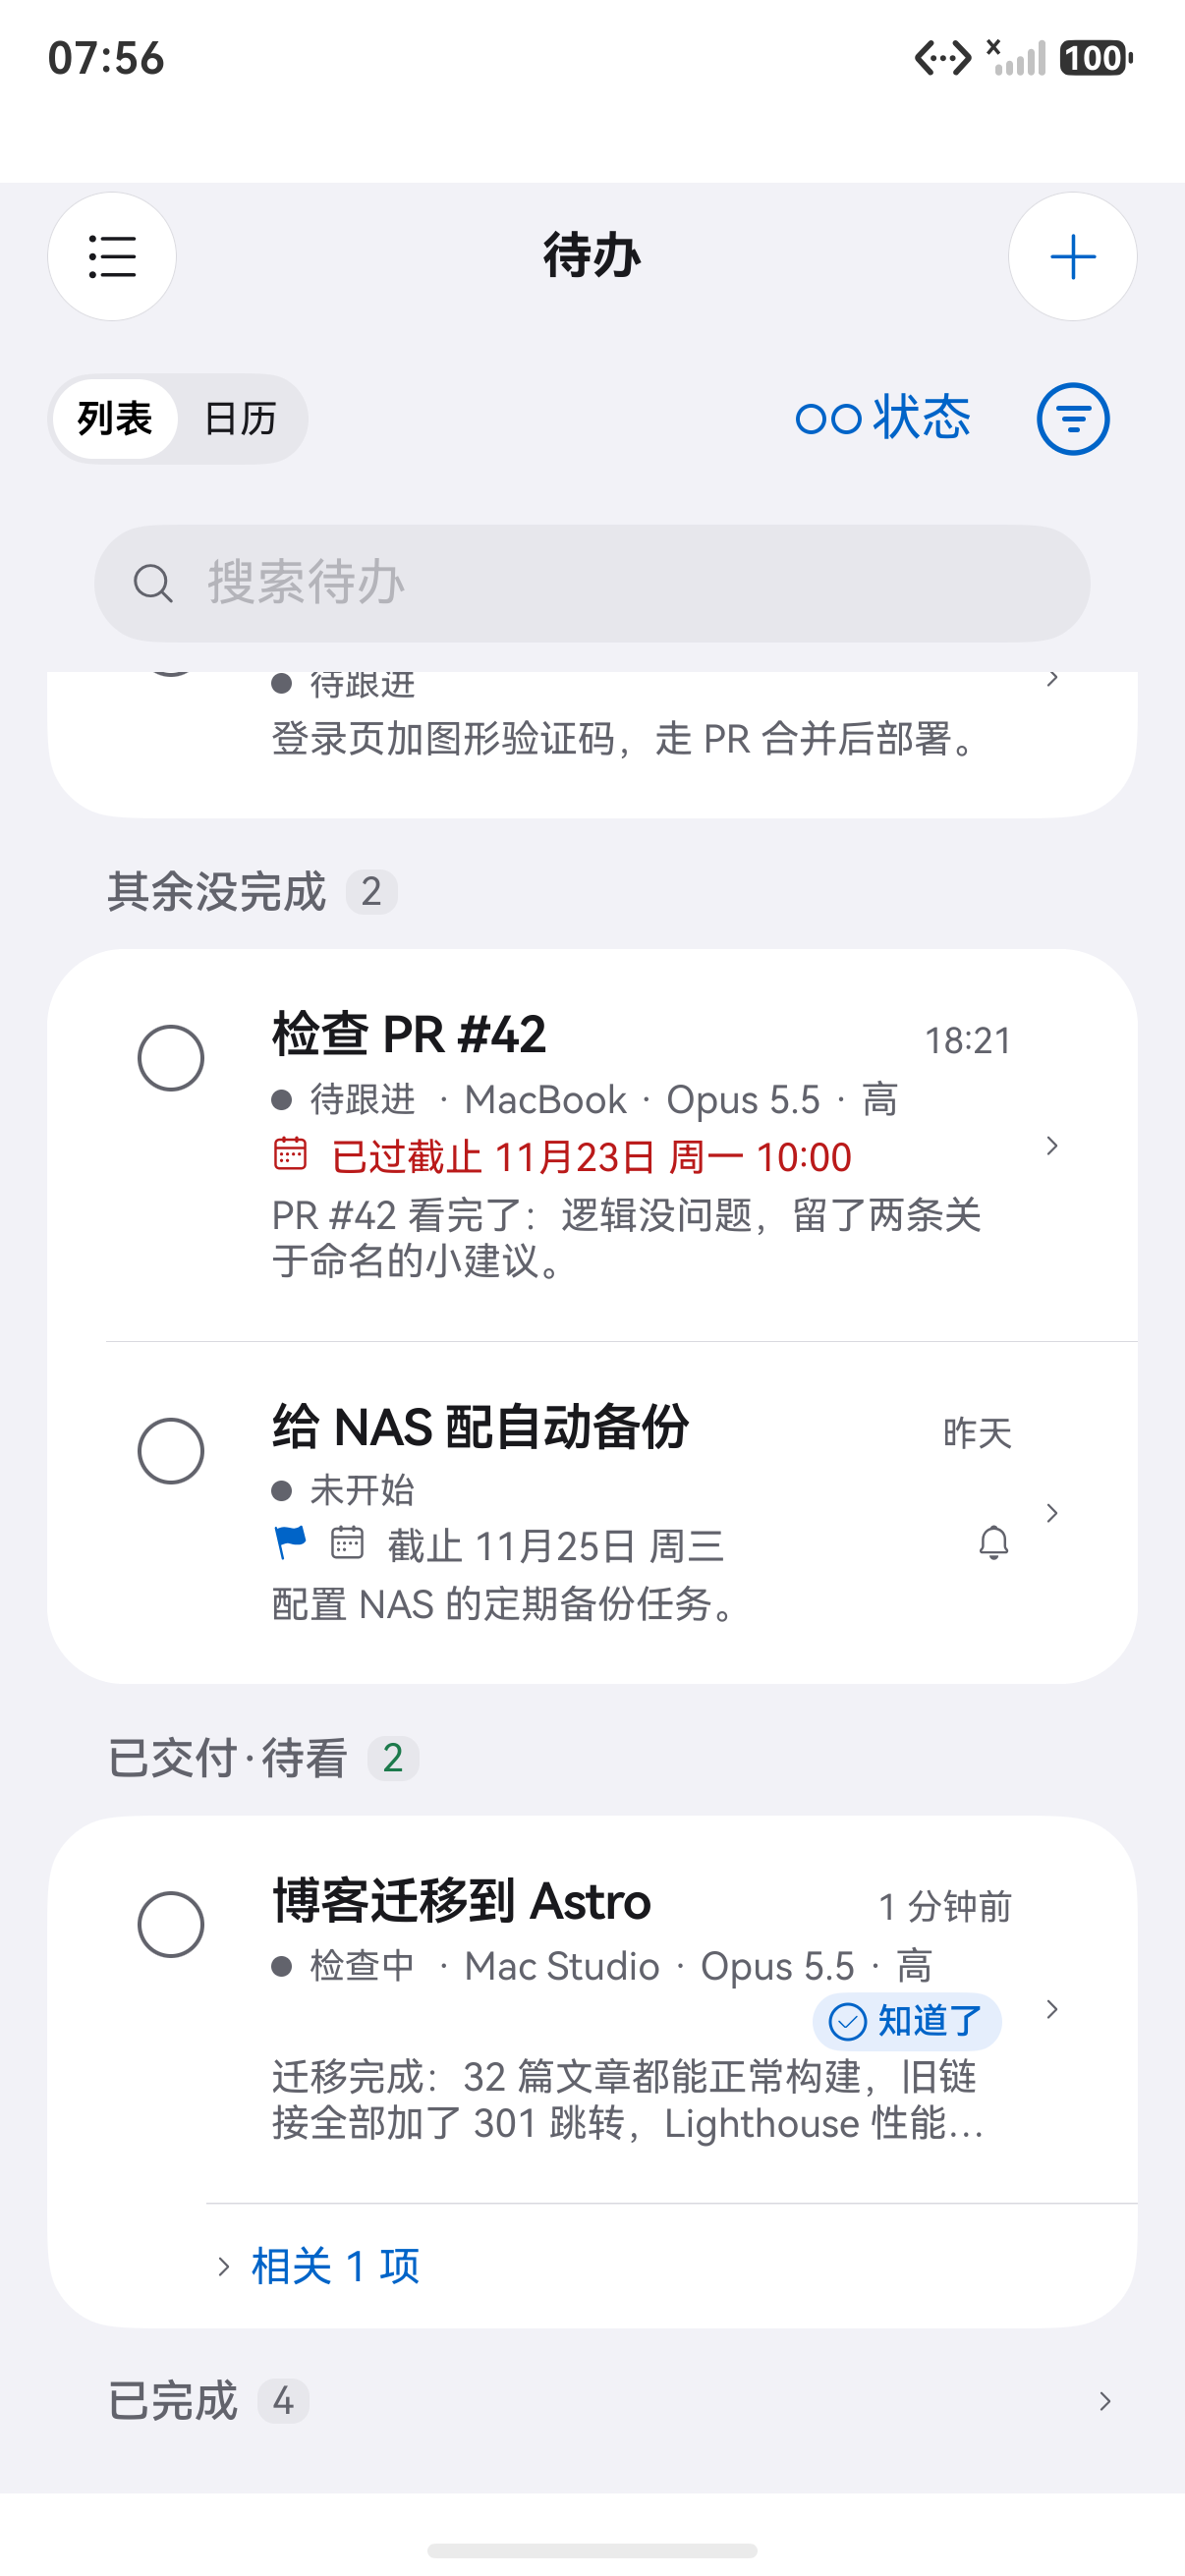 07:56
100
待办
列表
日历
状态
搜索待办
待跟进
登录页加图形验证码，走 PR 合并后部署。
其余没完成 2
检查 PR #42
18:21
待跟进 · MacBook · Opus 5.5 · 高
已过截止 11月23日 周一 10:00
PR #42 看完了：逻辑没问题，留了两条关
于命名的小建议。
给 NAS 配自动备份
昨天
未开始
截止 11月25日 周三
配置 NAS 的定期备份任务。
已交付·待看 2
博客迁移到 Astro
1 分钟前
检查中 · Mac Studio · Opus 5.5 · 高
知道了
迁移完成：32 篇文章都能正常构建，旧链
接全部加了 301 跳转，Lighthouse 性能…
相关 1 项
已完成 4